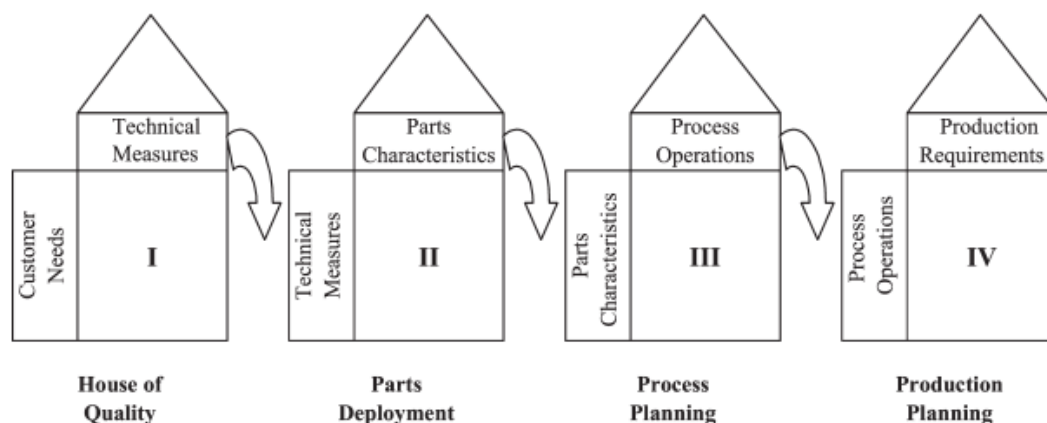 Technical
Measures
Customer
Needs
I
House of
Quality
Parts
Characteristics
Technical
Measures
II
Parts
Deployment
Process
Operations
Parts
Characteristics
III
Process
Planning
Production
Requirements
Process
Operations
IV
Production
Planning